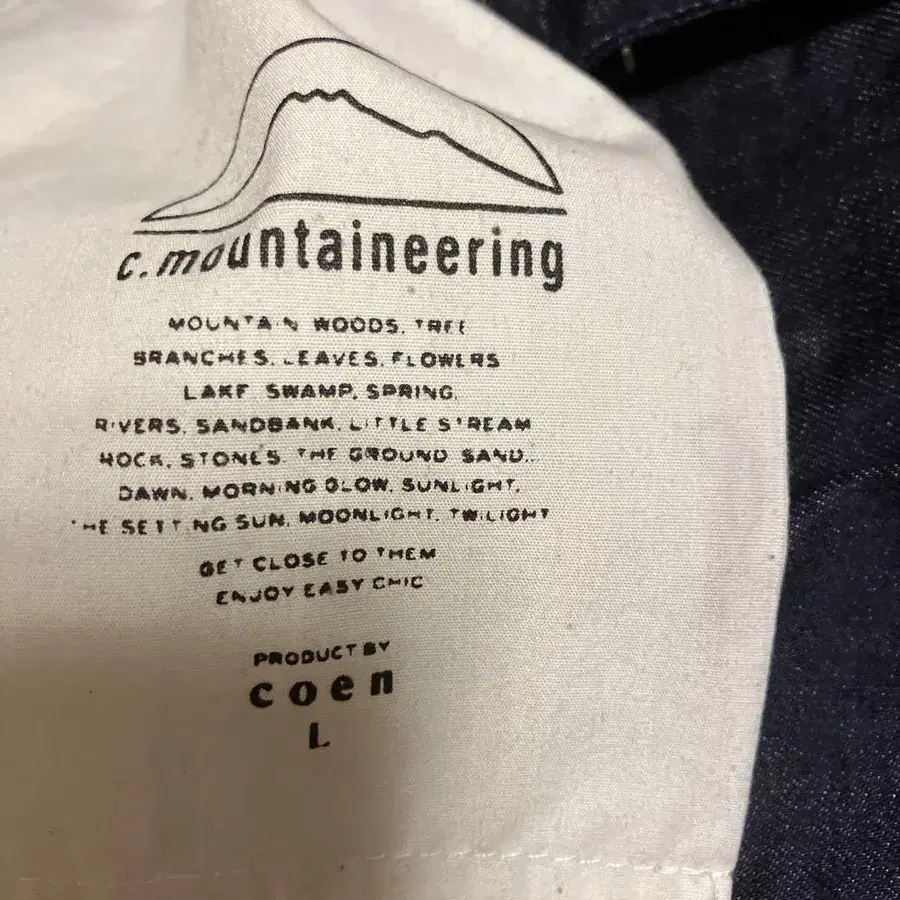 c.mountaineering
MOUNTAIN WOODS, TREE
BRANCHES, LEAVES, FLOWERS
LAKE SWAMP, SPRING,
RIVERS, SANDBANK, LITTLE STREAM
ROCK, STONES, THE GROUND SAND...
DAWN, MORNING GLOW, SUNLIGHT,
THE SETTING SUN, MOONLIGHT, TWILIGHT
GET CLOSE TO THEM
ENJOY EASY CHIC
PRODUCT BY
coen
L